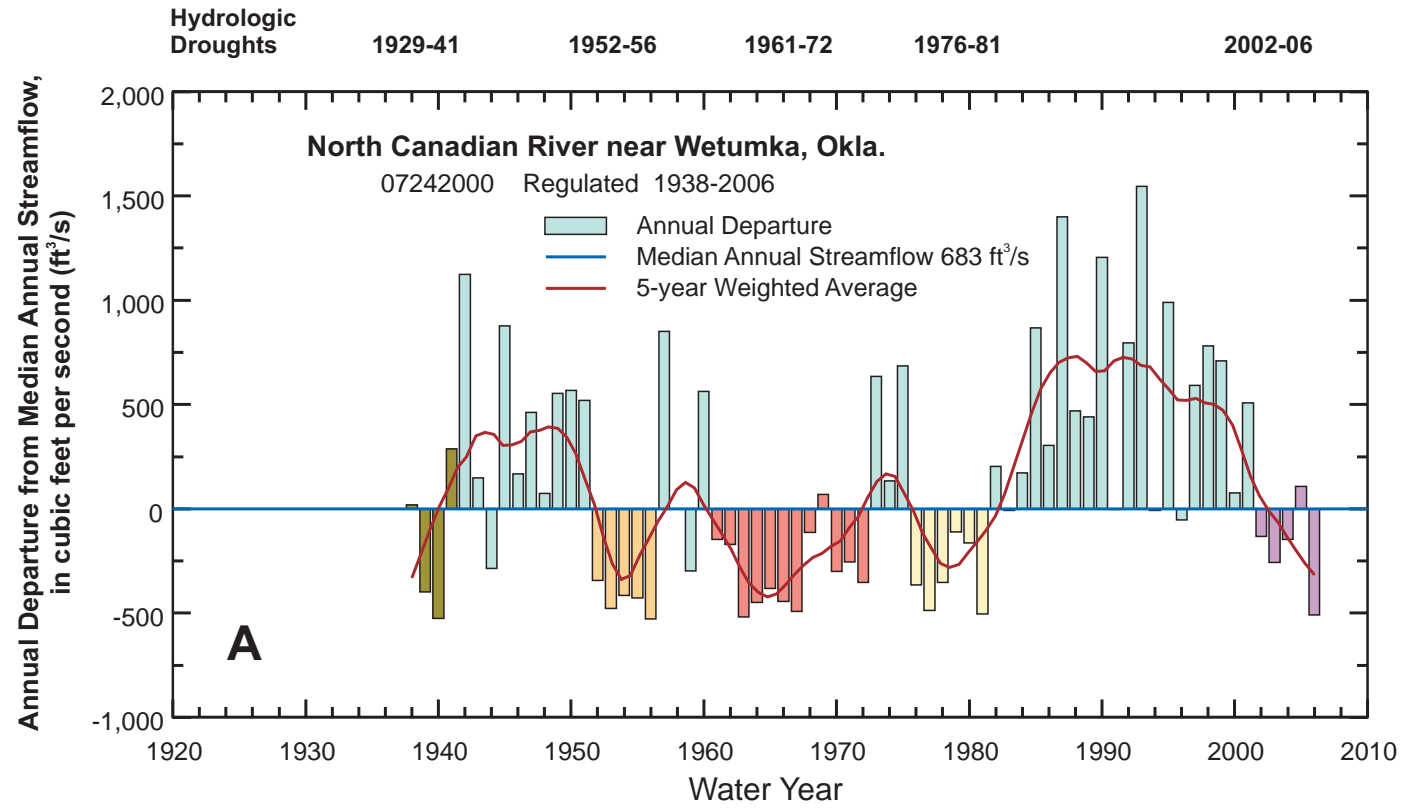 Hydrologic
Droughts 1929-41 1952-56 1961-72 1976-81 2002-06
Annual Departure from Median Annual Streamflow,
in cubic feet per second (ft³/s)
2,000
1,500
1,000
500
0
-500
-1,000
North Canadian River near Wetumka, Okla.
07242000 Regulated 1938-2006
Annual Departure
Median Annual Streamflow 683 ft³/s
5-year Weighted Average
A
1920 1930 1940 1950 1960 1970 1980 1990 2000 2010
Water Year